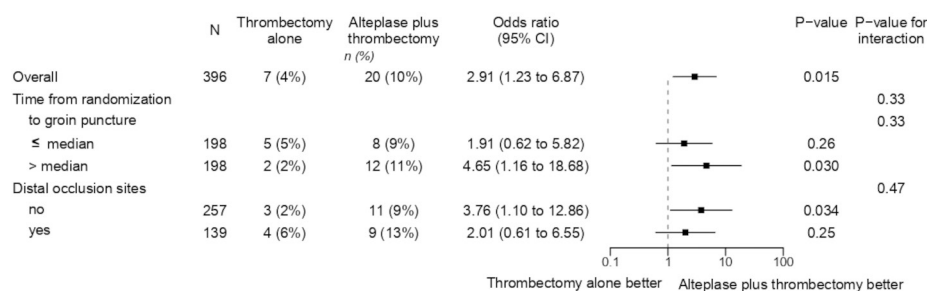 N Thrombectomy alone Alteplase plus thrombectomy Odds ratio (95% CI) P−value P−value for interaction
n (%)
Overall 396 7 (4%) 20 (10%) 2.91 (1.23 to 6.87) 0.015
Time from randomization 0.33
to groin puncture 0.33
≤ median 198 5 (5%) 8 (9%) 1.91 (0.62 to 5.82) 0.26
> median 198 2 (2%) 12 (11%) 4.65 (1.16 to 18.68) 0.030
Distal occlusion sites 0.47
no 257 3 (2%) 11 (9%) 3.76 (1.10 to 12.86) 0.034
yes 139 4 (6%) 9 (13%) 2.01 (0.61 to 6.55) 0.25
0.1 1 10 100
Thrombectomy alone better Alteplase plus thrombectomy better